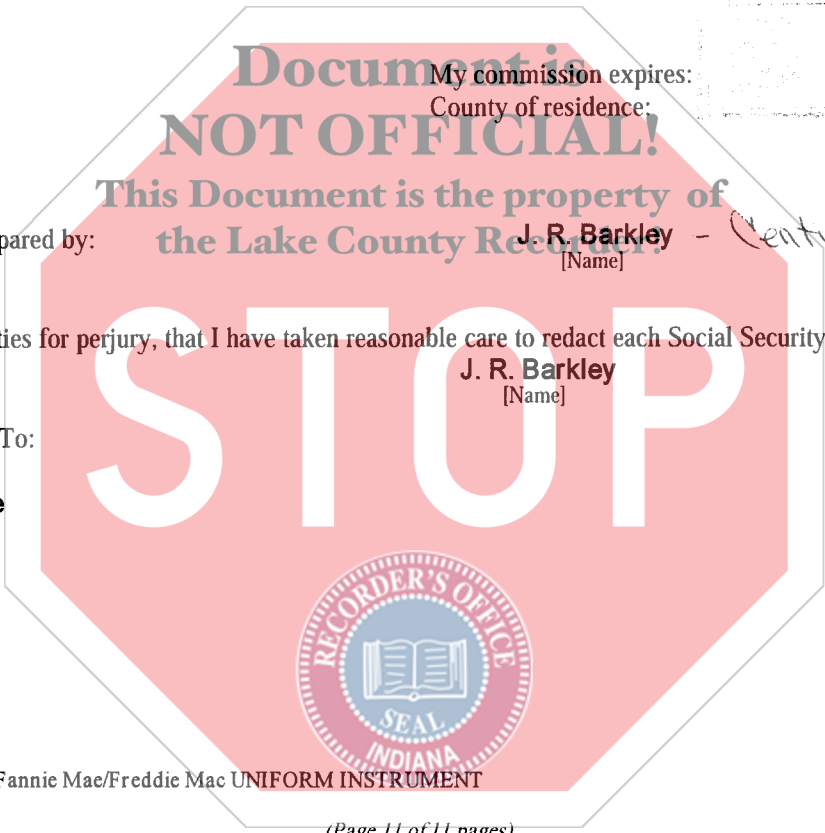 Document is
My commission expires:
County of residence:
NOT OFFICIAL!
This Document is the property of
the Lake County Recorder!
pared by:
J. R. Barkley -
[Name]
ties for perjury, that I have taken reasonable care to redact each Social Security
J. R. Barkley
[Name]
To:
STOP
e
RECORDER'S OFFICE
SEAL
INDIANA
Fannie Mae/Freddie Mac UNIFORM INSTRUMENT
(Page 11 of 11 pages)